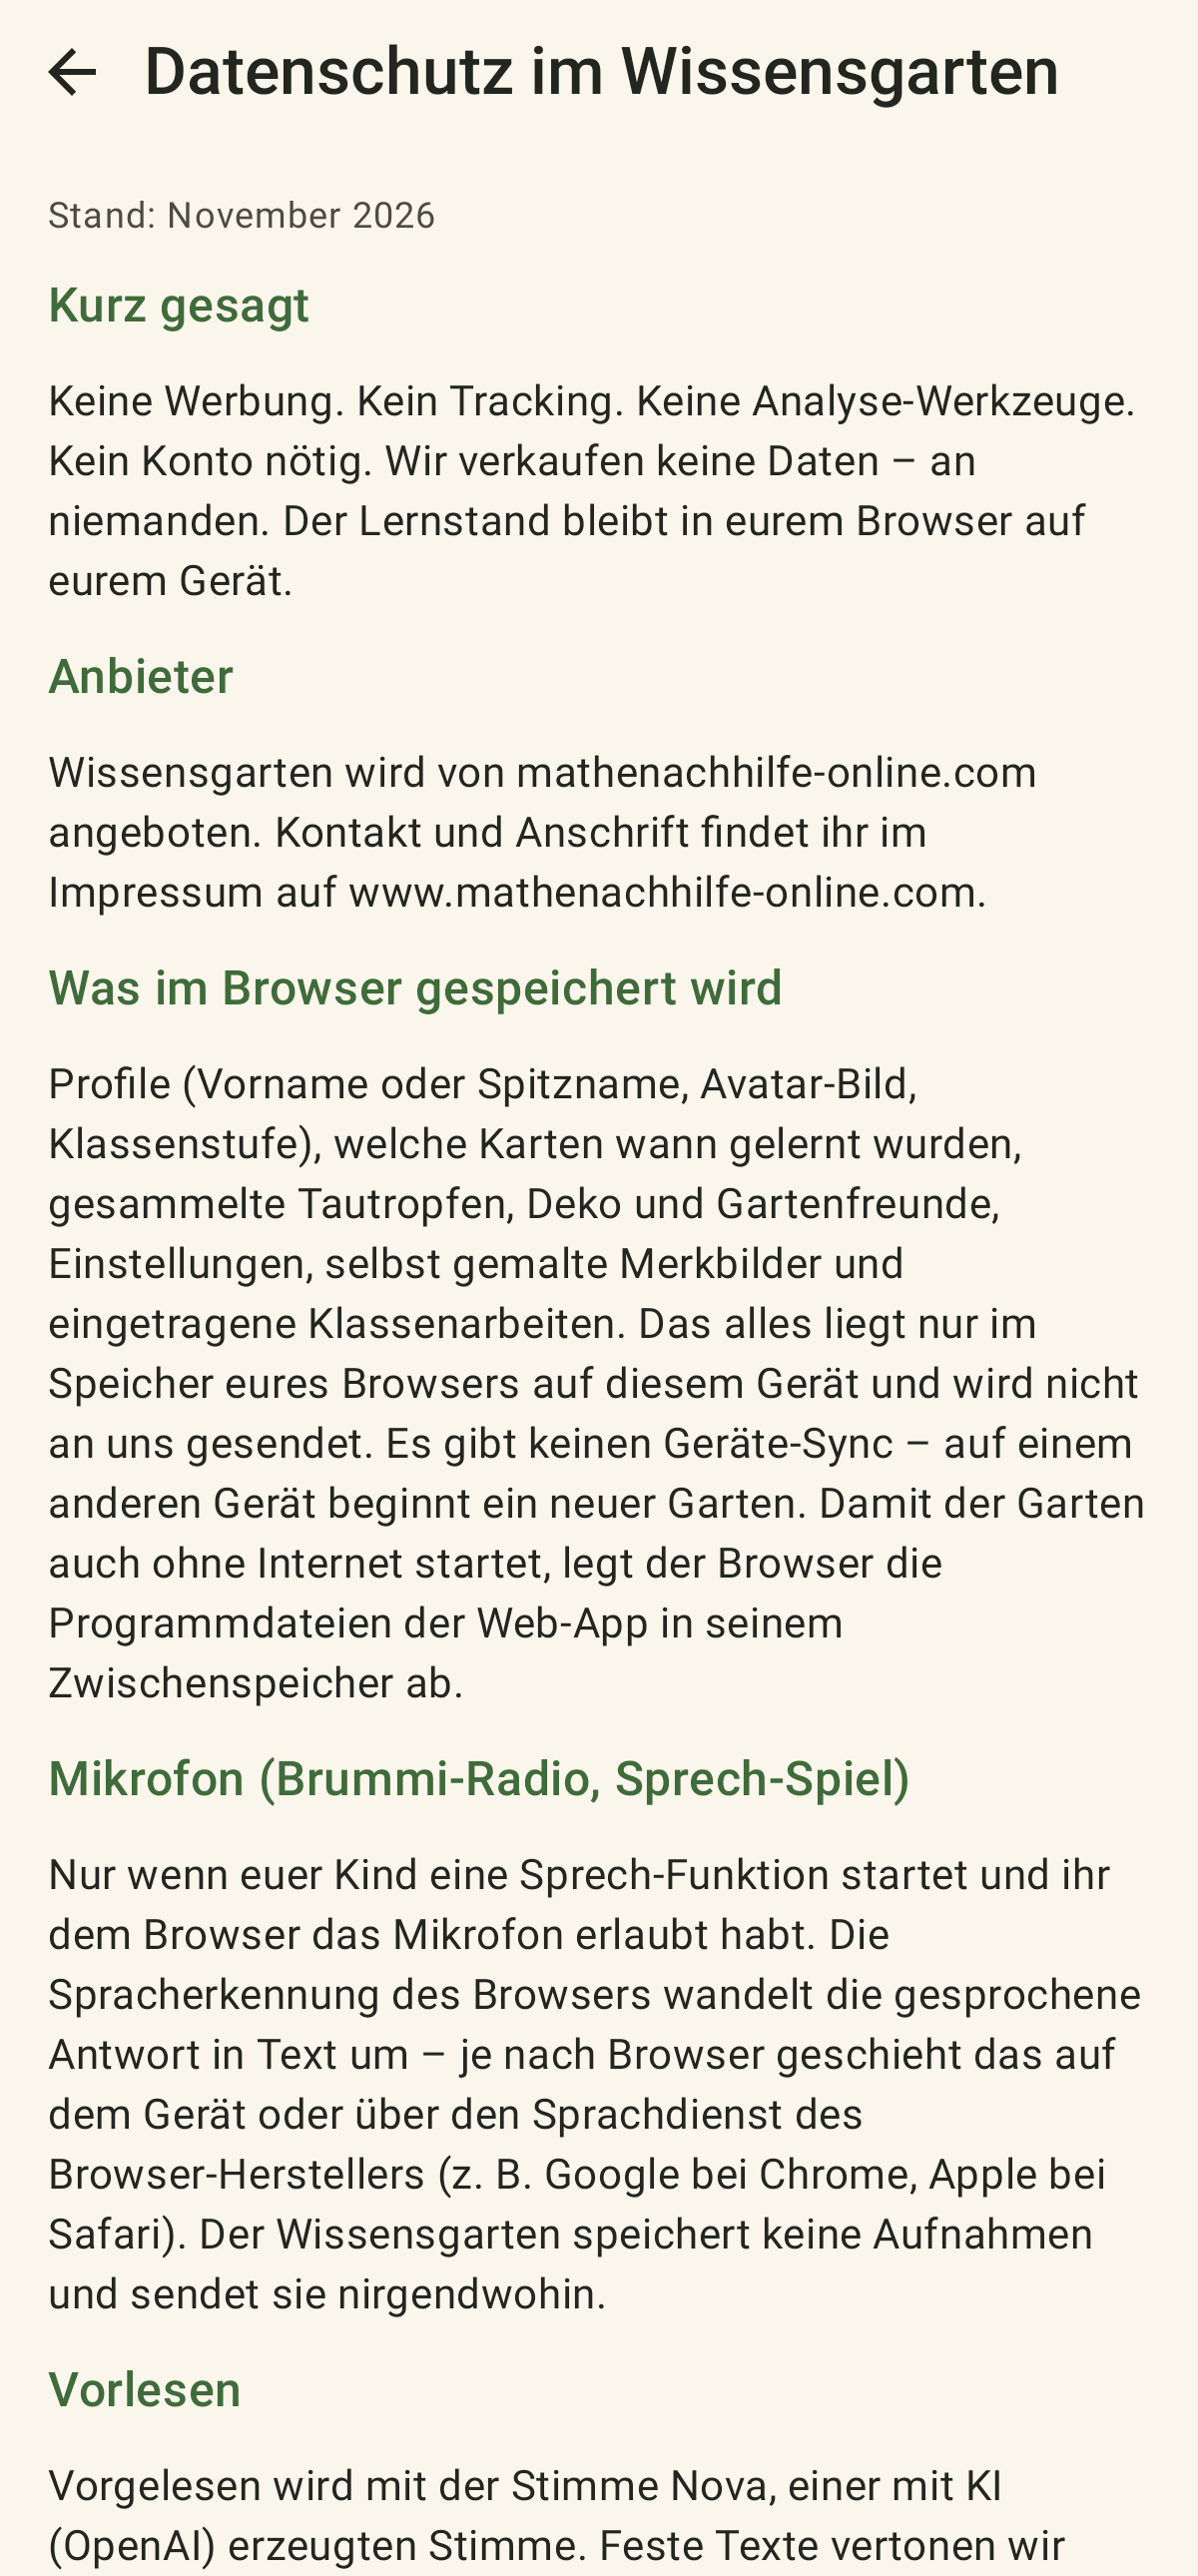 Datenschutz im Wissensgarten
Stand: November 2026
Kurz gesagt
Keine Werbung. Kein Tracking. Keine Analyse-Werkzeuge.
Kein Konto nötig. Wir verkaufen keine Daten – an
niemanden. Der Lernstand bleibt in eurem Browser auf
eurem Gerät.
Anbieter
Wissensgarten wird von mathenachhilfe-online.com
angeboten. Kontakt und Anschrift findet ihr im
Impressum auf www.mathenachhilfe-online.com.
Was im Browser gespeichert wird
Profile (Vorname oder Spitzname, Avatar-Bild,
Klassenstufe), welche Karten wann gelernt wurden,
gesammelte Tautropfen, Deko und Gartenfreunde,
Einstellungen, selbst gemalte Merkbilder und
eingetragene Klassenarbeiten. Das alles liegt nur im
Speicher eures Browsers auf diesem Gerät und wird nicht
an uns gesendet. Es gibt keinen Geräte-Sync – auf einem
anderen Gerät beginnt ein neuer Garten. Damit der Garten
auch ohne Internet startet, legt der Browser die
Programmdateien der Web-App in seinem
Zwischenspeicher ab.
Mikrofon (Brummi-Radio, Sprech-Spiel)
Nur wenn euer Kind eine Sprech-Funktion startet und ihr
dem Browser das Mikrofon erlaubt habt. Die
Spracherkennung des Browsers wandelt die gesprochene
Antwort in Text um – je nach Browser geschieht das auf
dem Gerät oder über den Sprachdienst des
Browser-Herstellers (z. B. Google bei Chrome, Apple bei
Safari). Der Wissensgarten speichert keine Aufnahmen
und sendet sie nirgendwohin.
Vorlesen
Vorgelesen wird mit der Stimme Nova, einer mit KI
(OpenAI) erzeugten Stimme. Feste Texte vertonen wir